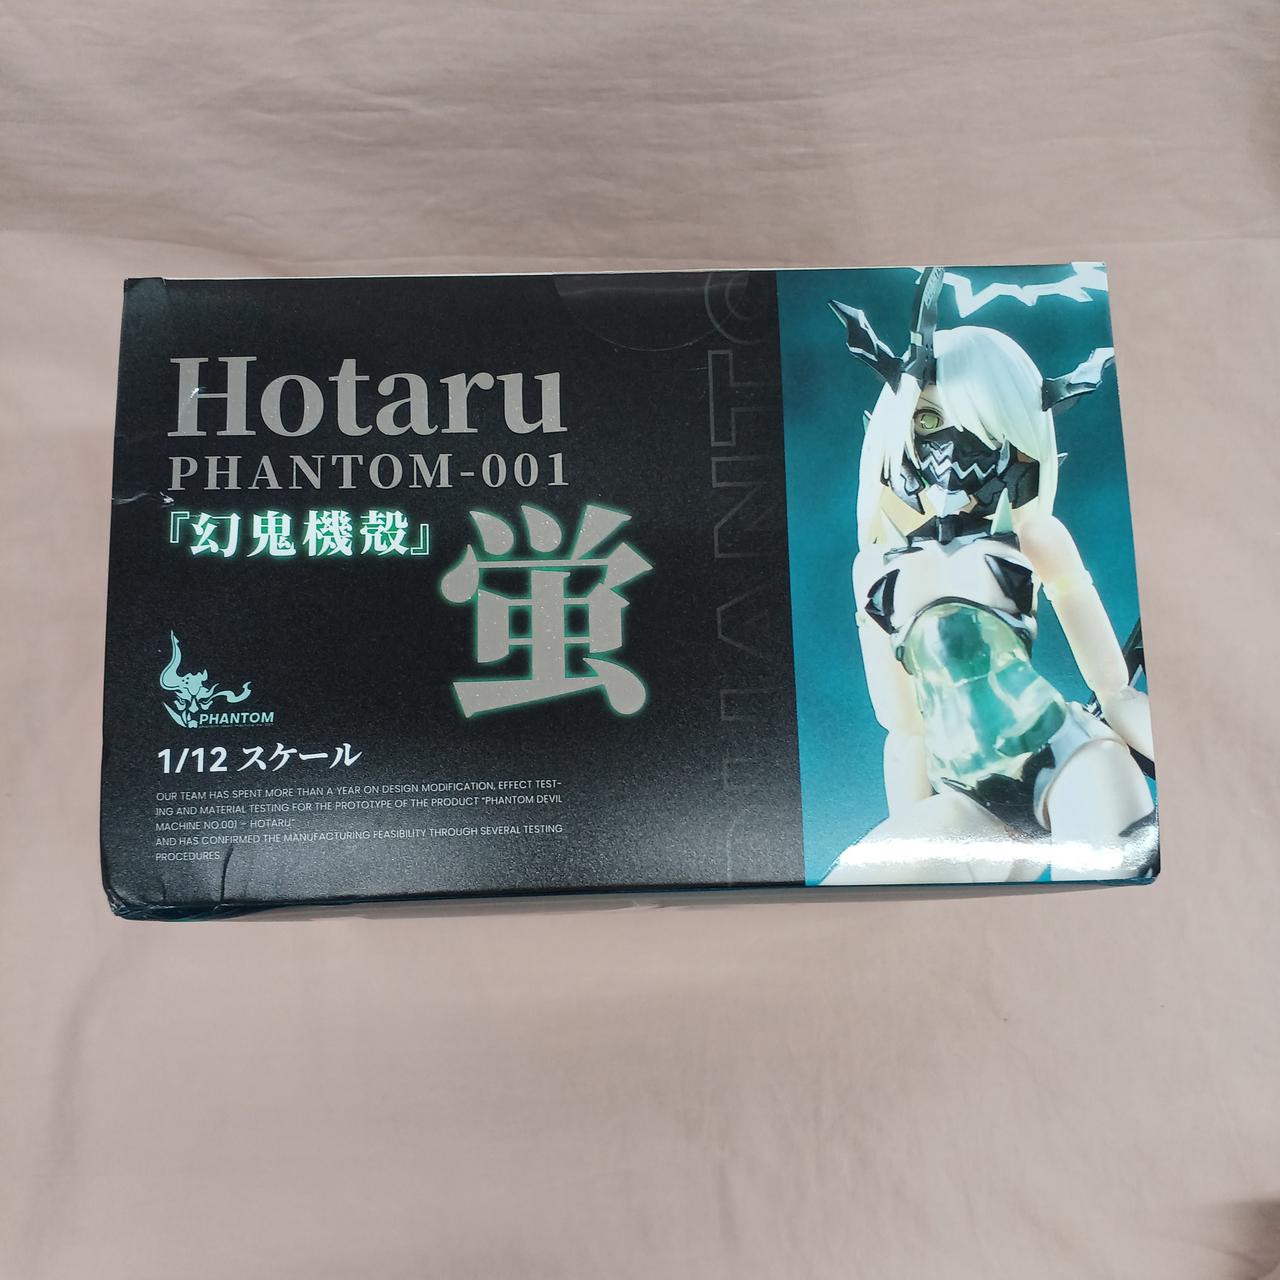 Hotaru
PHANTOM-001
『幻鬼機殻』
蛍
PHANTOM
1/12 スケール
OUR TEAM HAS SPENT MORE THAN A YEAR ON DESIGN MODIFICATION, EFFECT TEST-
ING AND MATERIAL TESTING FOR THE PROTOTYPE OF THE PRODUCT "PHANTOM DEVIL
MACHINE NO.001 - HOTARU"
AND HAS CONFIRMED THE MANUFACTURING FEASIBILITY THROUGH SEVERAL TESTING
PROCEDURES.